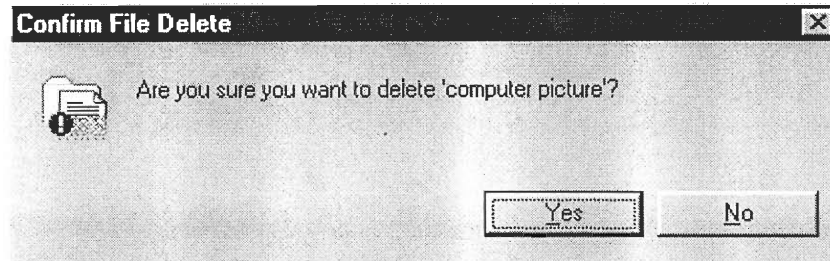 Confirm File Delete
Are you sure you want to delete 'computer picture'?
Yes
No